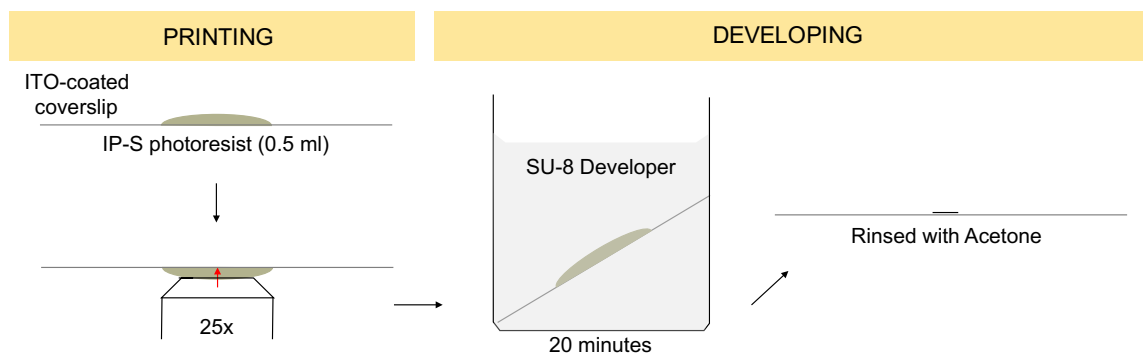 PRINTING
DEVELOPING
ITO-coated
coverslip
IP-S photoresist (0.5 ml)
25x
SU-8 Developer
20 minutes
Rinsed with Acetone